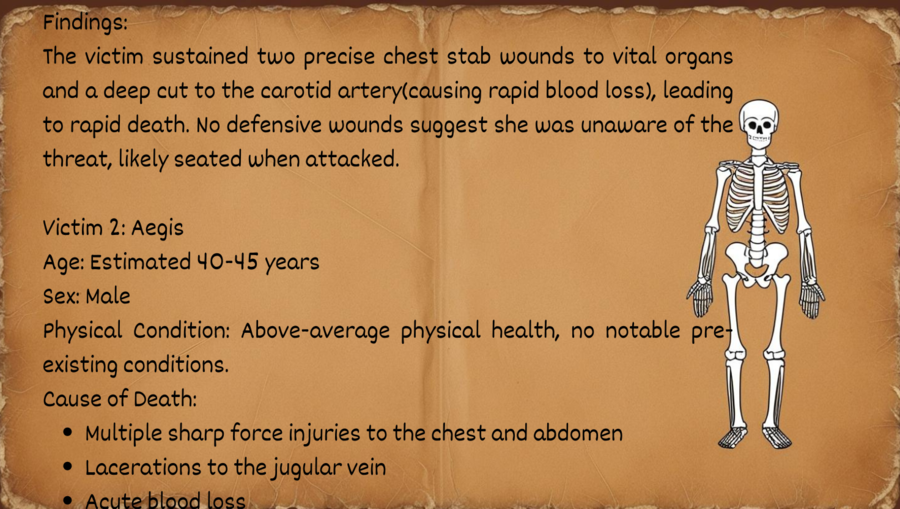 Findings:
The victim sustained two precise chest stab wounds to vital organs
and a deep cut to the carotid artery(causing rapid blood loss), leading
to rapid death. No defensive wounds suggest she was unaware of the
threat, likely seated when attacked.
Victim 2: Aegis
Age: Estimated 40-45 years
Sex: Male
Physical Condition: Above-average physical health, no notable pre-
existing conditions.
Cause of Death:
• Multiple sharp force injuries to the chest and abdomen
• Lacerations to the jugular vein
• Acute blood loss